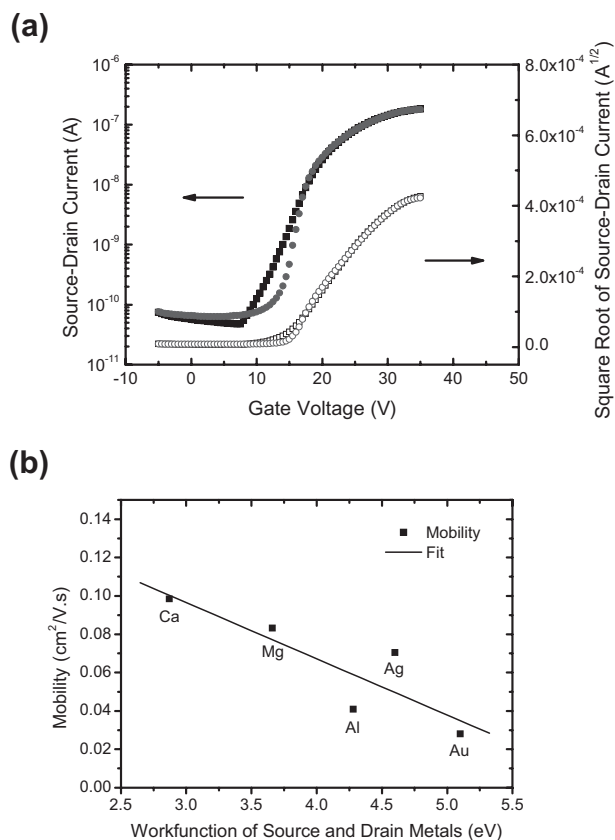 (a)
Source-Drain Current (A)
10⁻⁶
10⁻⁷
10⁻⁸
10⁻⁹
10⁻¹⁰
10⁻¹¹
-10 0 10 20 30 40 50
Gate Voltage (V)
8.0x10⁻⁴
6.0x10⁻⁴
4.0x10⁻⁴
2.0x10⁻⁴
0.0
Square Root of Source-Drain Current (A^1/2)
(b)
Mobility (cm²/V.s)
0.14
0.12
0.10
0.08
0.06
0.04
0.02
0.00
Mobility
Fit
Ca
Mg
Ag
Al
Au
2.5 3.0 3.5 4.0 4.5 5.0 5.5
Workfunction of Source and Drain Metals (eV)